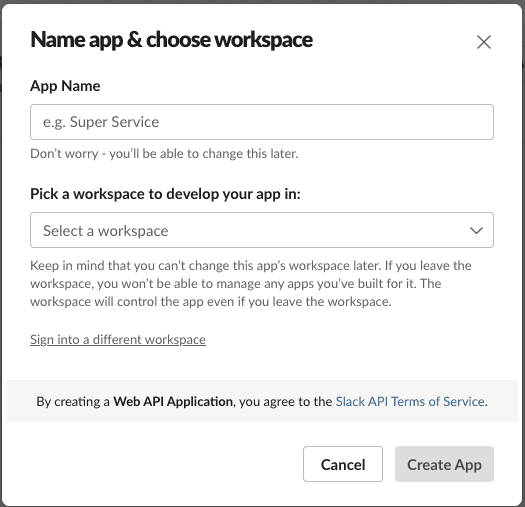 Name app & choose workspace
App Name
e.g. Super Service
Don’t worry - you’ll be able to change this later.
Pick a workspace to develop your app in:
Select a workspace
Keep in mind that you can’t change this app’s workspace later. If you leave the
workspace, you won’t be able to manage any apps you’ve built for it. The
workspace will control the app even if you leave the workspace.
Sign into a different workspace
By creating a Web API Application, you agree to the Slack API Terms of Service.
Cancel
Create App